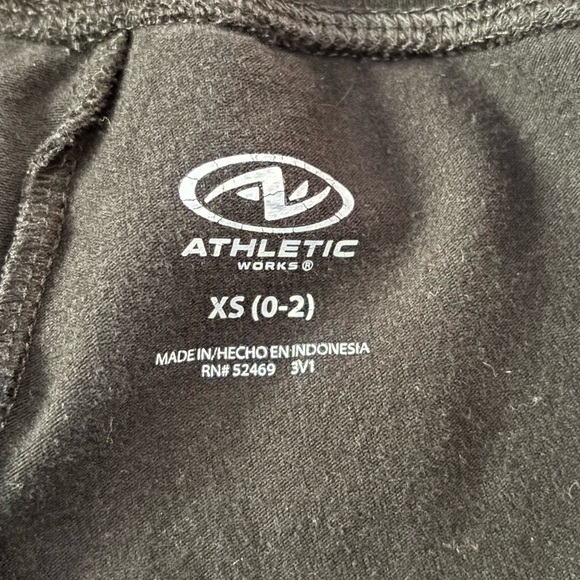 ATHLETIC
WORKS®
XS (0-2)
MADE IN/HECHO EN INDONESIA
RN# 52469 3V1